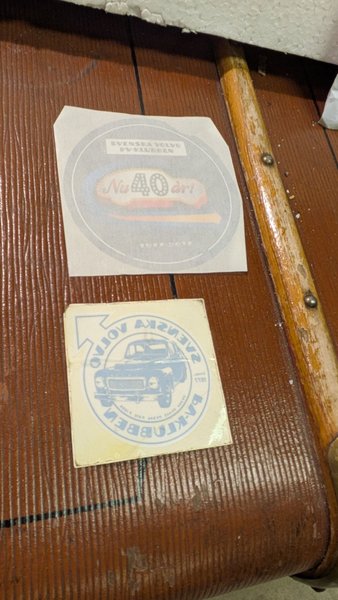 SVENSKA VOLVO
PV-KLUBBEN
Nu 40 år!
SVENSKA VOLVO
PV-KLUBBEN